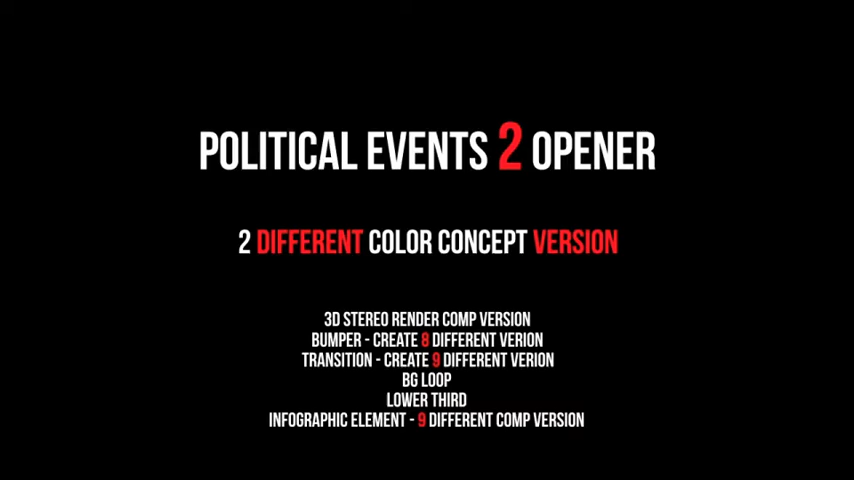 POLITICAL EVENTS 2 OPENER
2 DIFFERENT COLOR CONCEPT VERSION
3D STEREO RENDER COMP VERSION
BUMPER - CREATE 8 DIFFERENT VERION
TRANSITION - CREATE 9 DIFFERENT VERION
BG LOOP
LOWER THIRD
INFOGRAPHIC ELEMENT - 9 DIFFERENT COMP VERSION